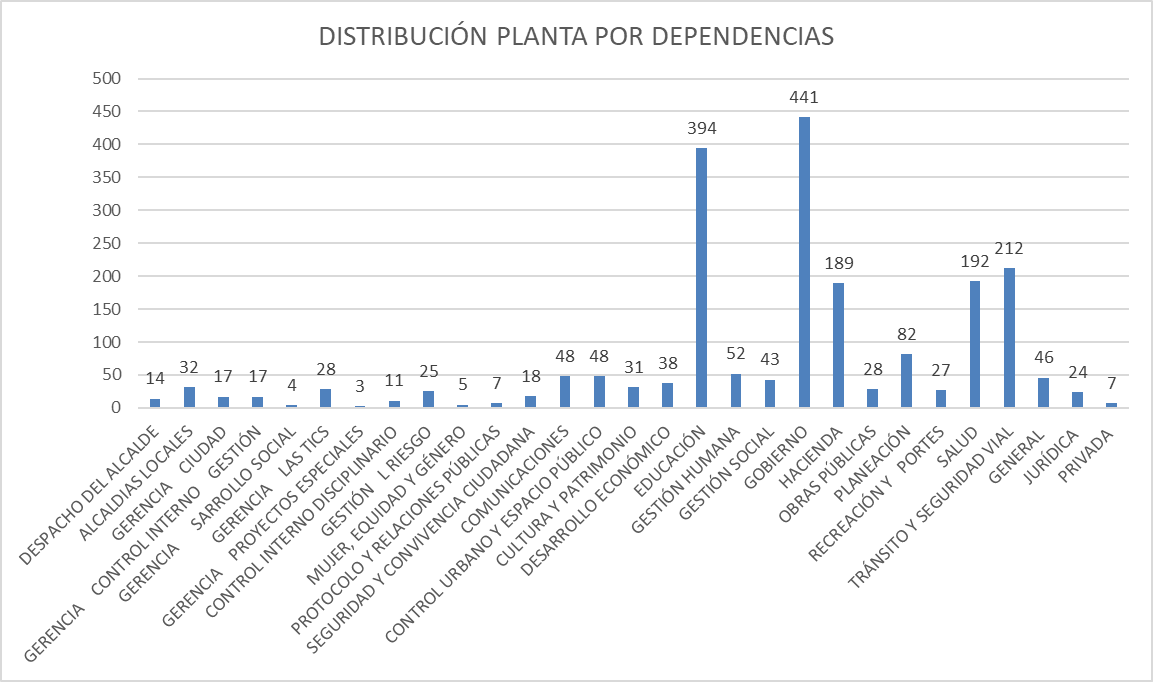 DISTRIBUCIÓN PLANTA POR DEPENDENCIAS
500
450
400
350
300
250
200
150
100
50
0
14
32
17
17
4
28
3
11
25
5
7
18
48
48
31
38
394
52
43
441
189
28
82
27
192
212
46
24
7
DESPACHO DEL ALCALDE
ALCALDIAS LOCALES
GERENCIA CIUDAD
GERENCIA CONTROL INTERNO GESTIÓN
GERENCIA SARROLLO SOCIAL
GERENCIA LAS TICS
GERENCIA PROYECTOS ESPECIALES
CONTROL INTERNO DISCIPLINARIO
GESTIÓN L RIESGO
MUJER, EQUIDAD Y GÉNERO
PROTOCOLO Y RELACIONES PÚBLICAS
SEGURIDAD Y CONVIVENCIA CIUDADANA
COMUNICACIONES
CONTROL URBANO Y ESPACIO PÚBLICO
CULTURA Y PATRIMONIO
DESARROLLO ECONÓMICO
EDUCACIÓN
GESTIÓN HUMANA
GESTIÓN SOCIAL
GOBIERNO
HACIENDA
OBRAS PÚBLICAS
PLANEACIÓN
RECREACIÓN Y PORTES
SALUD
TRÁNSITO Y SEGURIDAD VIAL
GENERAL
JURÍDICA
PRIVADA